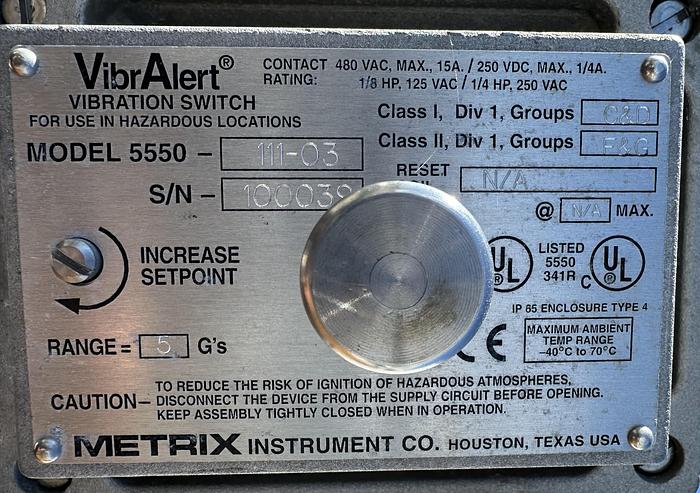 VibrAlert®
VIBRATION SWITCH
FOR USE IN HAZARDOUS LOCATIONS
CONTACT 480 VAC, MAX., 15A. / 250 VDC, MAX., 1/4A.
RATING: 1/8 HP, 125 VAC / 1/4 HP, 250 VAC
Class I, Div 1, Groups C&D
Class II, Div 1, Groups E&G
MODEL 5550 – 111-03
S/N –
RESET
N/A
@ N/A MAX.
INCREASE
SETPOINT
UL ®
LISTED
5550
341R
C UL ®
IP 65 ENCLOSURE TYPE 4
RANGE = 5 G's
CE
MAXIMUM AMBIENT
TEMP RANGE
–40°C to 70°C
CAUTION – TO REDUCE THE RISK OF IGNITION OF HAZARDOUS ATMOSPHERES,
DISCONNECT THE DEVICE FROM THE SUPPLY CIRCUIT BEFORE OPENING.
KEEP ASSEMBLY TIGHTLY CLOSED WHEN IN OPERATION.
METRIX INSTRUMENT CO. HOUSTON, TEXAS USA